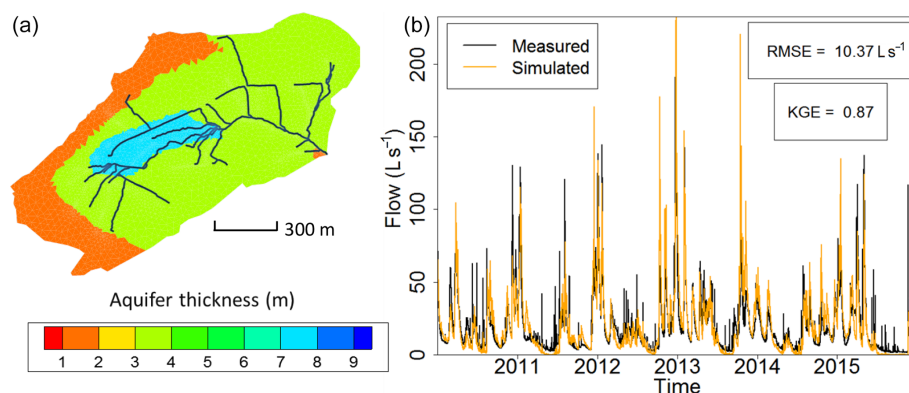 (a)
300 m
Aquifer thickness (m)
1 2 3 4 5 6 7 8 9
(b)
Measured
Simulated
RMSE = 10.37 L s⁻¹
KGE = 0.87
Flow (L s⁻¹)
200
150
100
50
0
2011 2012 2013 2014 2015
Time